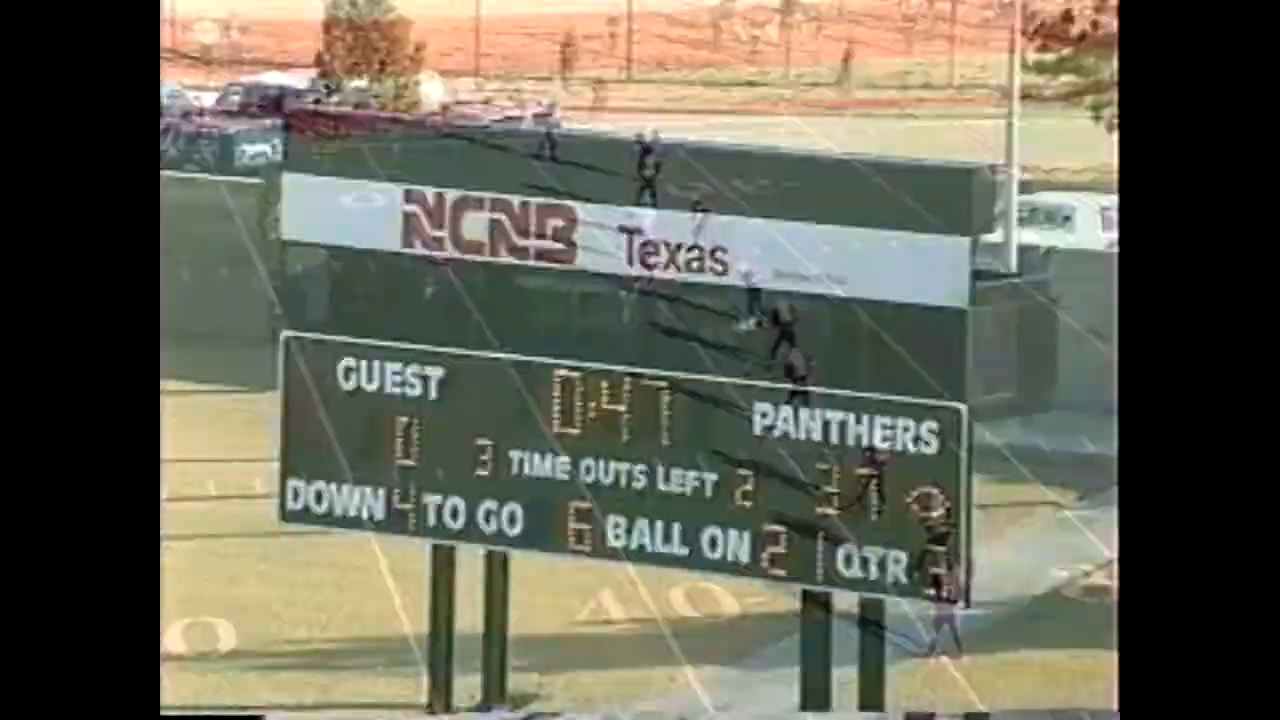 NCNB Texas
GUEST 0:47 PANTHERS
3 TIME OUTS LEFT 2
DOWN 4 TO GO 6 BALL ON 21 QTR
40
0